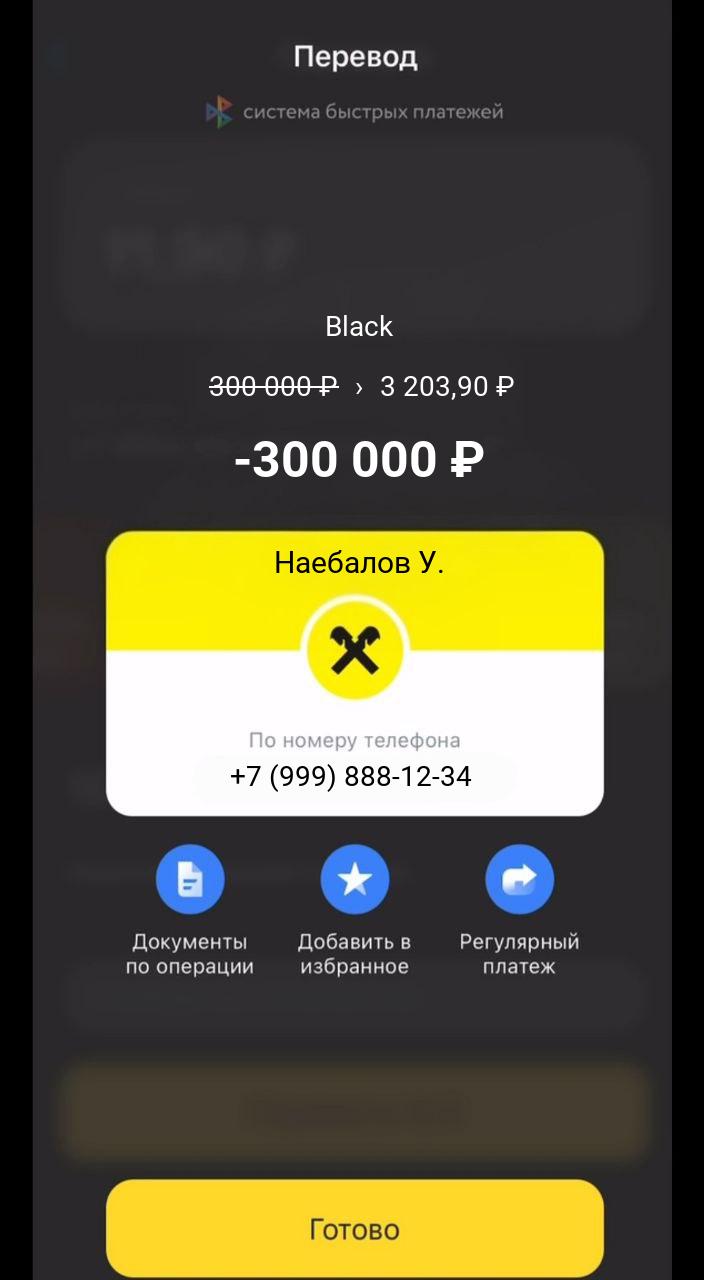 Перевод
система быстрых платежей
Black
300 000 ₽ › 3 203,90 ₽
-300 000 ₽
Наебалов У.
По номеру телефона
+7 (999) 888-12-34
Документы по операции
Добавить в избранное
Регулярный платеж
Готово